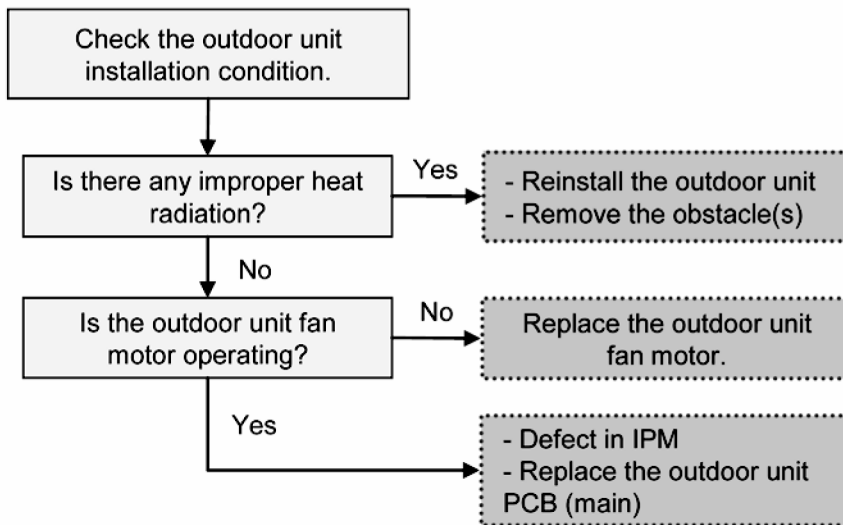 Check the outdoor unit
installation condition.
Is there any improper heat
radiation?
Yes
- Reinstall the outdoor unit
- Remove the obstacle(s)
No
Is the outdoor unit fan
motor operating?
No
Replace the outdoor unit
fan motor.
Yes
- Defect in IPM
- Replace the outdoor unit
PCB (main)